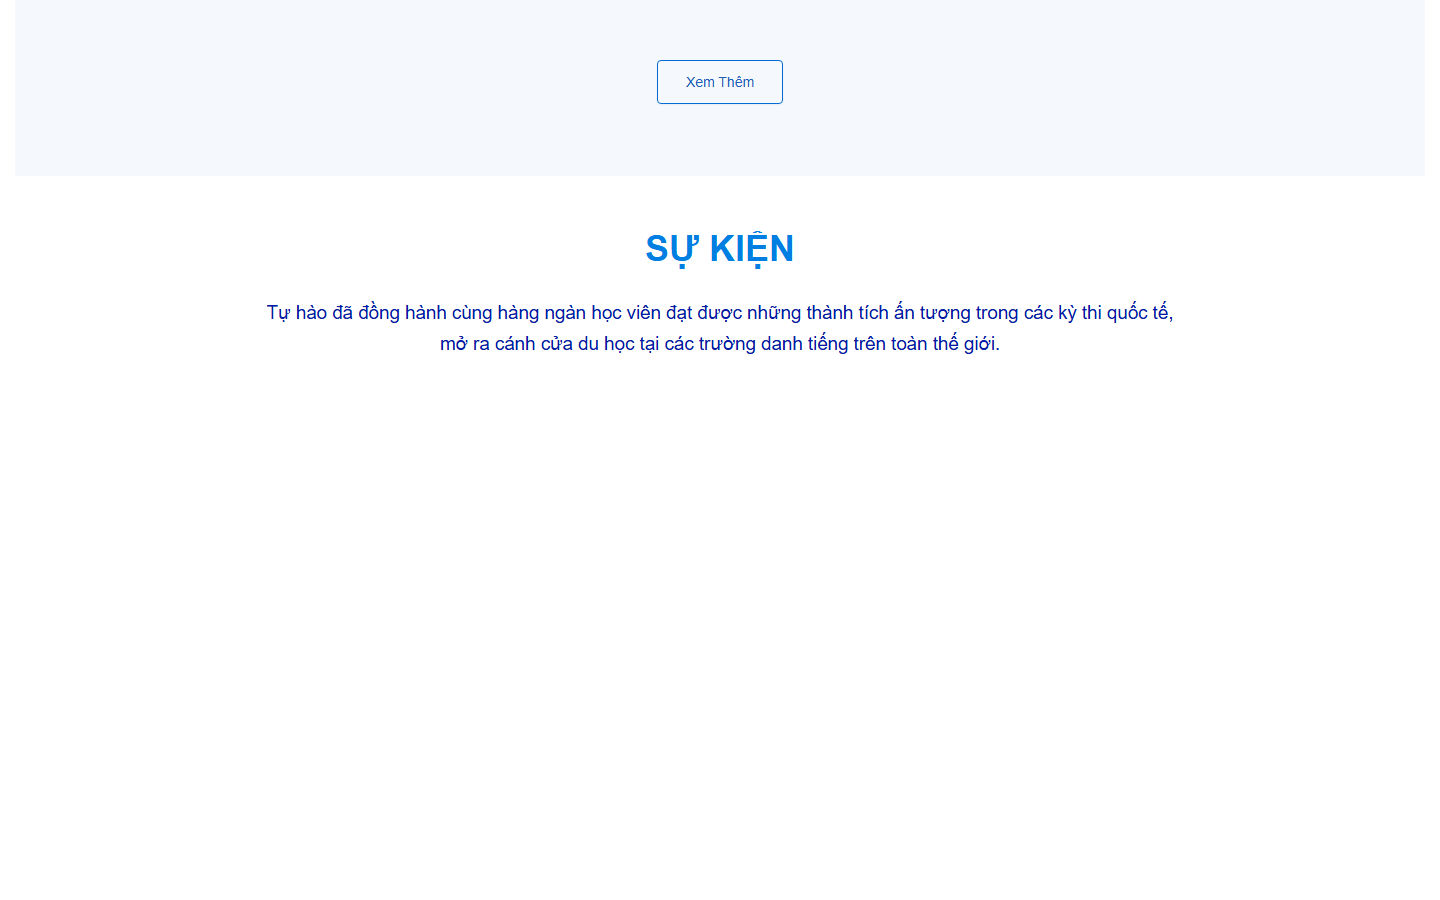 Xem Thêm
SỰ KIỆN
Tự hào đã đồng hành cùng hàng ngàn học viên đạt được những thành tích ấn tượng trong các kỳ thi quốc tế,
mở ra cánh cửa du học tại các trường danh tiếng trên toàn thế giới.